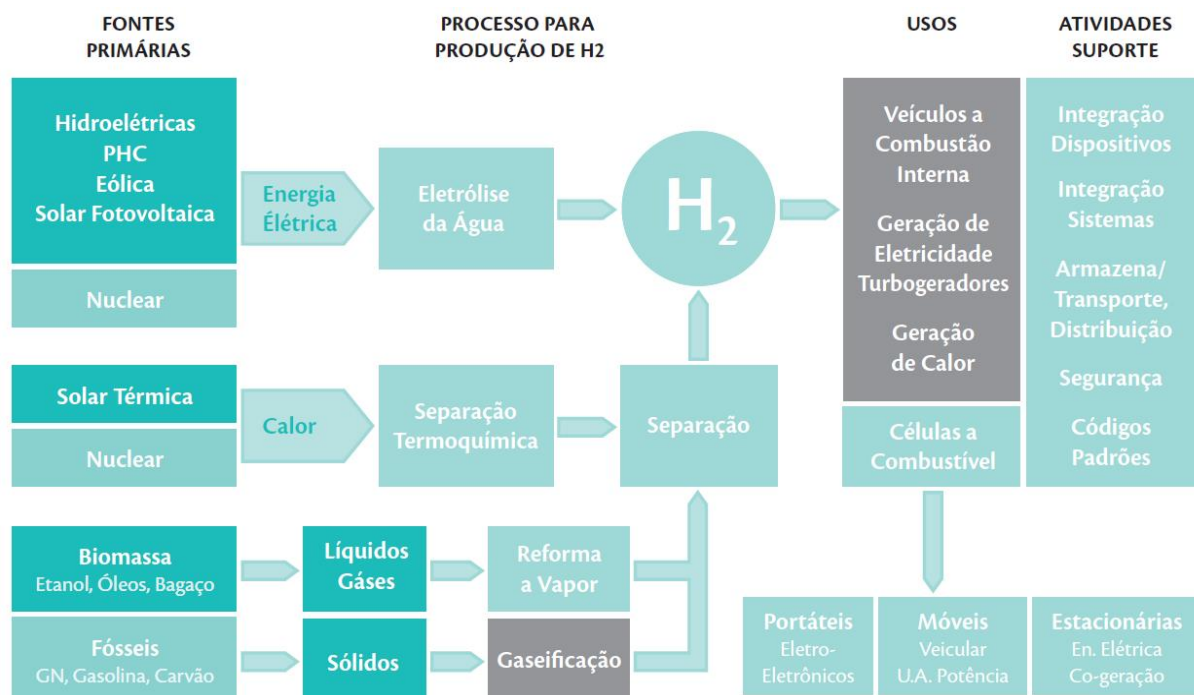 FONTES
PRIMÁRIAS
PROCESSO PARA
PRODUÇÃO DE H2
USOS
ATIVIDADES
SUPORTE
Hidroelétricas
PHC
Eólica
Solar Fotovoltaica
Nuclear
Energia
Élétrica
Eletrólise
da Água
H2
Veículos a
Combustão
Interna
Geração de
Eletricidade
Turbogeradores
Geração
de Calor
Células a
Combustível
Integração
Dispositivos
Integração
Sistemas
Armazena/
Transporte,
Distribuição
Segurança
Códigos
Padrões
Solar Térmica
Nuclear
Calor
Separação
Termoquímica
Separação
Biomassa
Etanol, Óleos, Bagaço
Líquidos
Gáses
Reforma
a Vapor
Fósseis
GN, Gasolina, Carvão
Sólidos
Gaseificação
Portáteis
Eletro-
Eletrônicos
Móveis
Veicular
U.A. Potência
Estacionárias
En. Elétrica
Co-geração